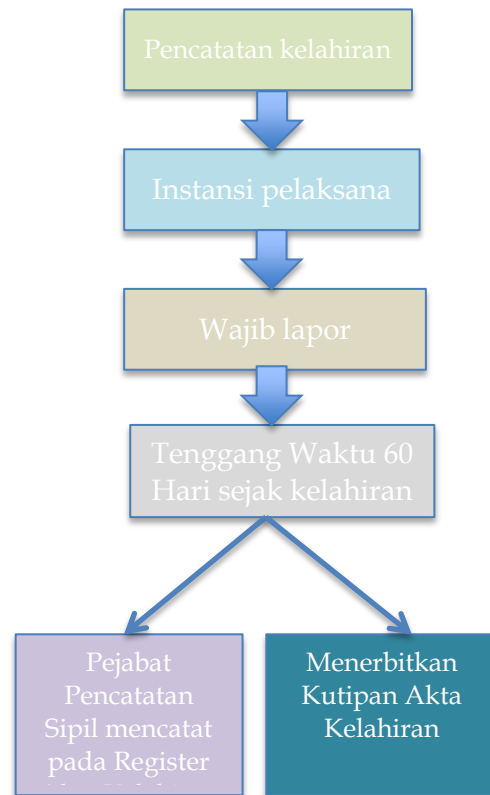 Pencatatan kelahiran
Instansi pelaksana
Wajib lapor
Tenggang Waktu 60
Hari sejak kelahiran
Pejabat
Pencatatan
Sipil mencatat
pada Register
Menerbitkan
Kutipan Akta
Kelahiran